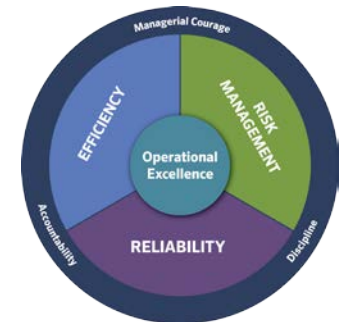 Managerial Courage
EFFICIENCY
RISK
MANAGEMENT
Operational
Excellence
RELIABILITY
Accountability
Discipline